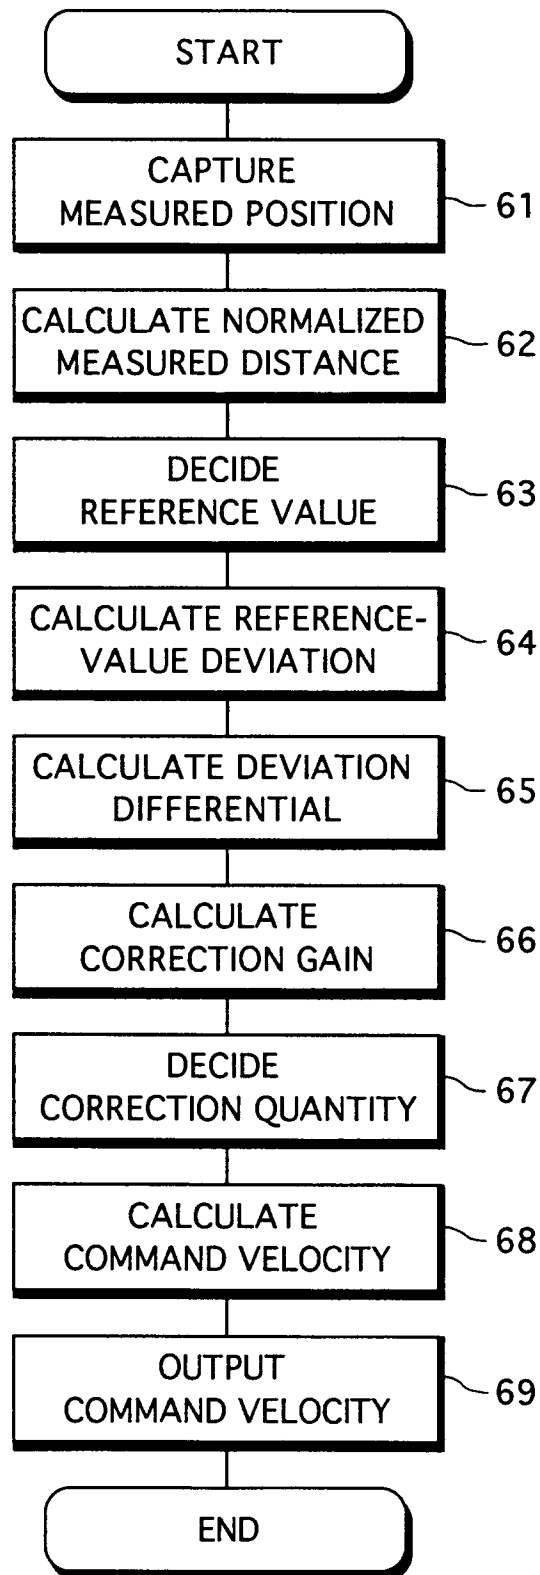 START
CAPTURE
MEASURED POSITION
61
CALCULATE NORMALIZED
MEASURED DISTANCE
62
DECIDE
REFERENCE VALUE
63
CALCULATE REFERENCE-
VALUE DEVIATION
64
CALCULATE DEVIATION
DIFFERENTIAL
65
CALCULATE
CORRECTION GAIN
66
DECIDE
CORRECTION QUANTITY
67
CALCULATE
COMMAND VELOCITY
68
OUTPUT
COMMAND VELOCITY
69
END